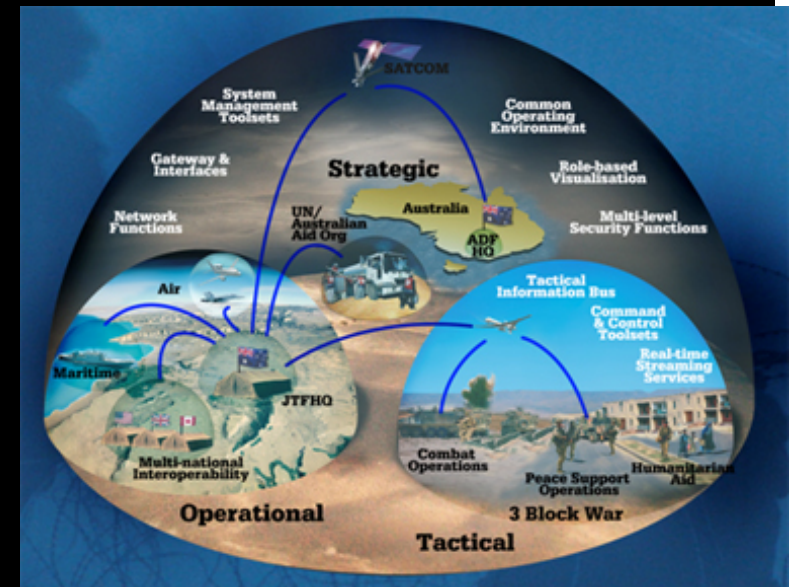 SATCOM
System
Management
Toolsets
Common
Operating
Environment
Gateway &
Interfaces
Strategic
Role-based
Visualisation
Network
Functions
UN/
Australian
Aid Org
Australia
ADF
HQ
Multi-level
Security Functions
Air
Tactical
Information Bus
Command
& Control
Toolsets
Real-time
Streaming
Services
Maritime
JTFHQ
Multi-national
Interoperability
Combat
Operations
Peace Support
Operations
Humanitarian
Aid
Operational
3 Block War
Tactical